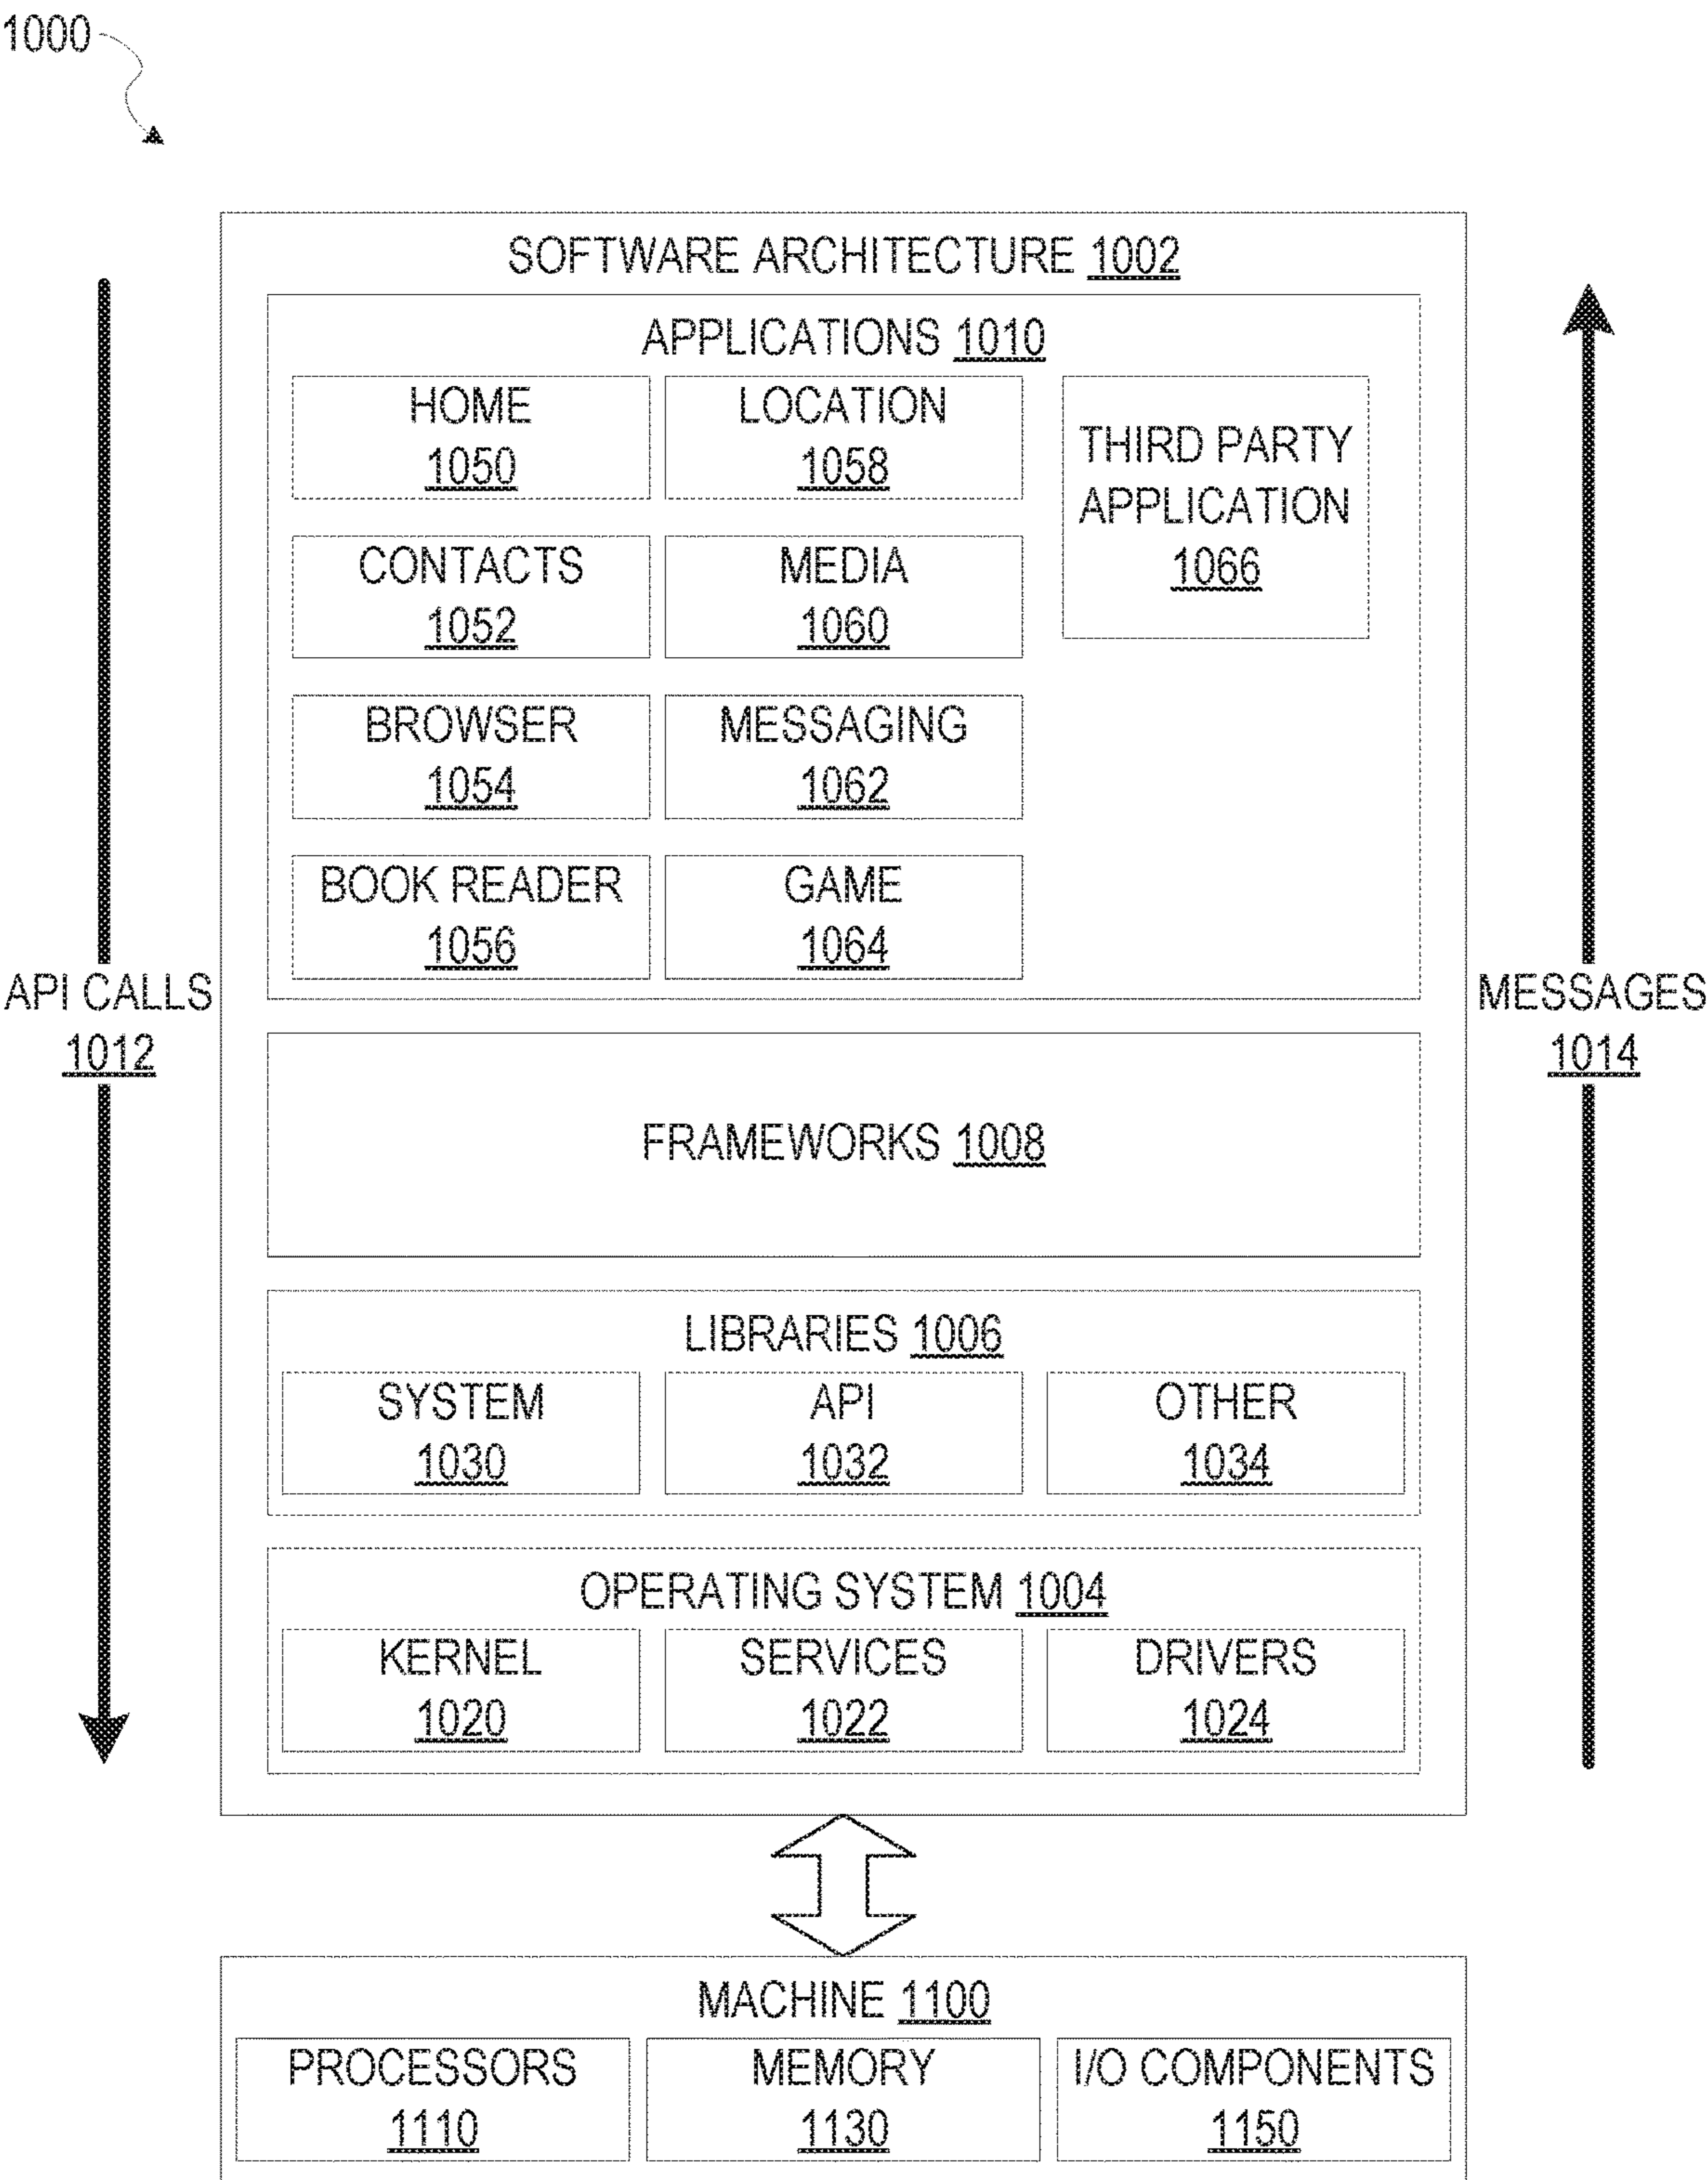 1000
SOFTWARE ARCHITECTURE 1002
APPLICATIONS 1010
HOME
1050
LOCATION
1058
THIRD PARTY
APPLICATION
1066
CONTACTS
1052
MEDIA
1060
BROWSER
1054
MESSAGING
1062
BOOK READER
1056
GAME
1064
API CALLS
1012
MESSAGES
1014
FRAMEWORKS 1008
LIBRARIES 1006
SYSTEM
1030
API
1032
OTHER
1034
OPERATING SYSTEM 1004
KERNEL
1020
SERVICES
1022
DRIVERS
1024
MACHINE 1100
PROCESSORS
1110
MEMORY
1130
I/O COMPONENTS
1150